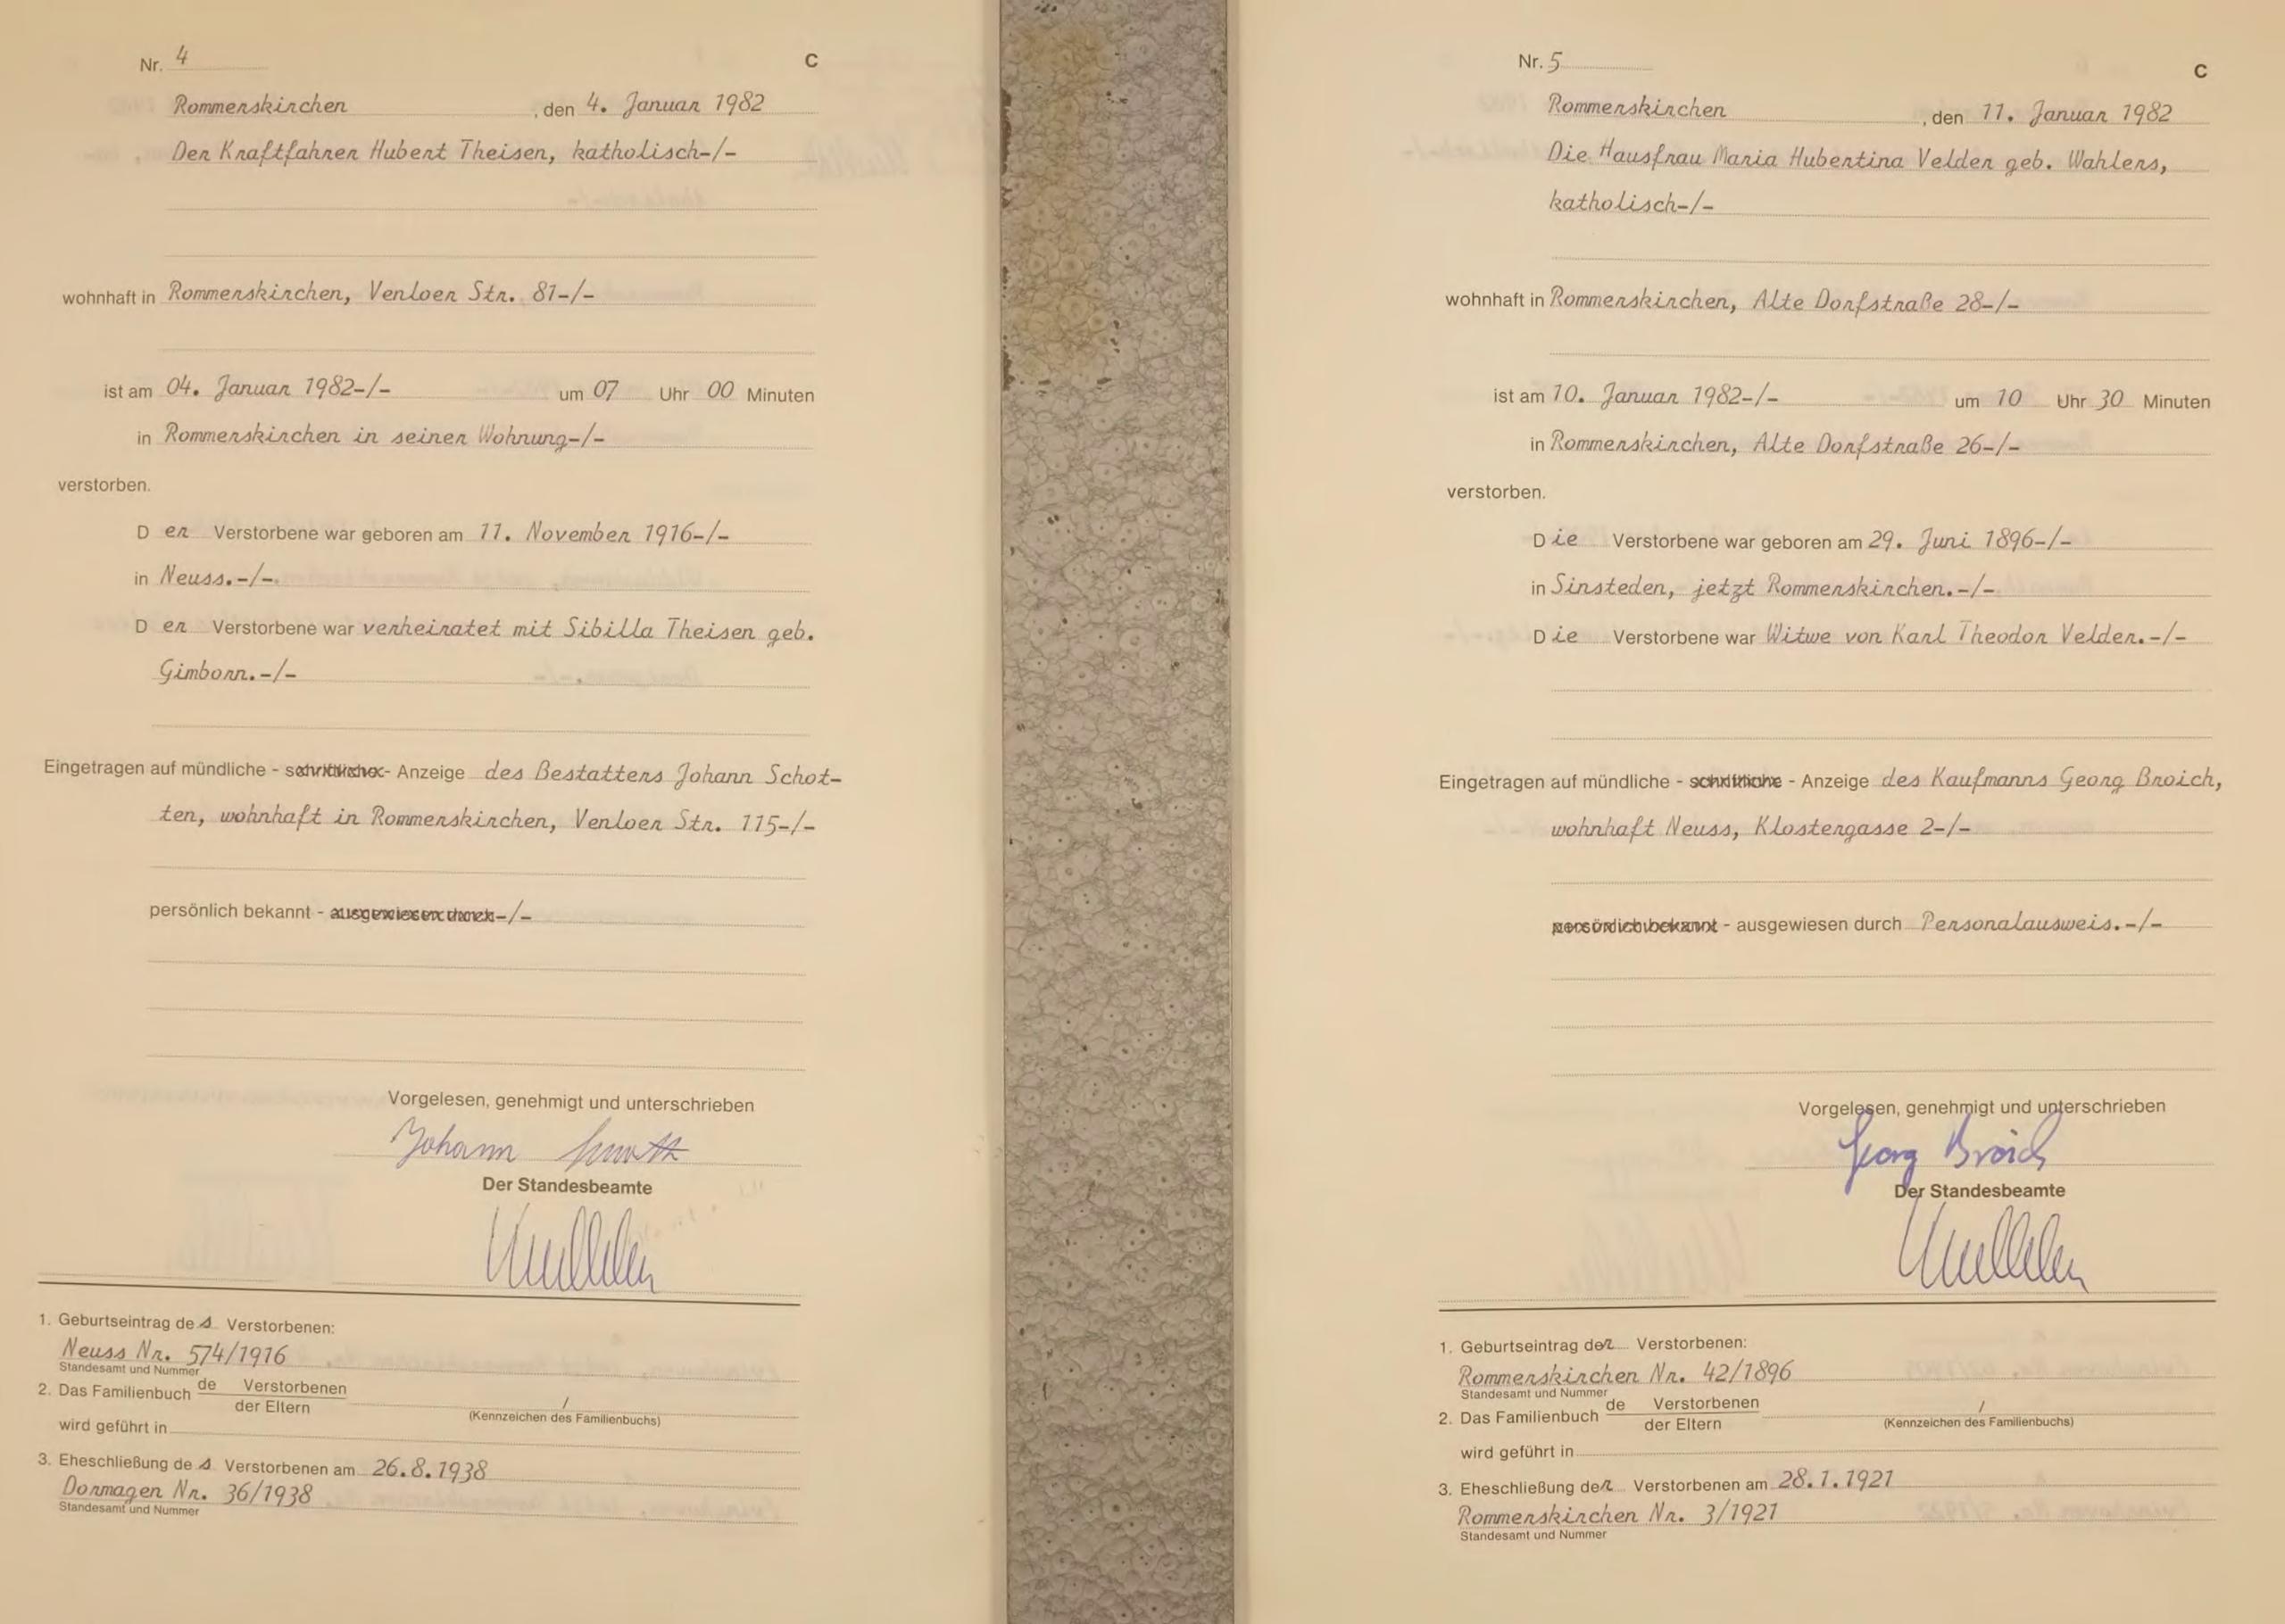 Nr. 4
C
Rommerskirchen, den 4. Januar 1982
Der Kraftfahrer Hubert Theisen, katholisch-/-
wohnhaft in Rommerskirchen, Venloer Str. 81-/-
ist am 04. Januar 1982-/- um 07 Uhr 00 Minuten
in Rommerskirchen in seiner Wohnung-/-
verstorben.
D er Verstorbene war geboren am 11. November 1916-/-
in Neuss.-/-
D er Verstorbene war verheiratet mit Sibilla Theisen geb.
Gimborn.-/-
Eingetragen auf mündliche - schriftliche - Anzeige des Bestatters Johann Schot-
ten, wohnhaft in Rommerskirchen, Venloer Str. 115-/-
persönlich bekannt - ausgewiesen durch-/-
Vorgelesen, genehmigt und unterschrieben
Johann
Der Standesbeamte
1. Geburtseintrag de s Verstorbenen:
Neuss Nr. 574/1916
Standesamt und Nummer
2. Das Familienbuch de Verstorbenen
der Eltern
/
(Kennzeichen des Familienbuchs)
wird geführt in
3. Eheschließung de s Verstorbenen am 26.8.1938
Dormagen Nr. 36/1938
Standesamt und Nummer
Nr. 5
C
Rommerskirchen, den 11. Januar 1982
Die Hausfrau Maria Hubertina Velder geb. Wahlers,
katholisch-/-
wohnhaft in Rommerskirchen, Alte Dorfstraße 28-/-
ist am 10. Januar 1982-/- um 10 Uhr 30 Minuten
in Rommerskirchen, Alte Dorfstraße 26-/-
verstorben.
D ie Verstorbene war geboren am 29. Juni 1896-/-
in Sinsteden, jetzt Rommerskirchen.-/-
D ie Verstorbene war Witwe von Karl Theodor Velder.-/-
Eingetragen auf mündliche - schriftliche - Anzeige des Kaufmanns Georg Broich,
wohnhaft Neuss, Klostergasse 2-/-
persönlich bekannt - ausgewiesen durch Personalausweis.-/-
Vorgelesen, genehmigt und unterschrieben
Georg Broich
Der Standesbeamte
1. Geburtseintrag der Verstorbenen:
Rommerskirchen Nr. 42/1896
Standesamt und Nummer
2. Das Familienbuch de Verstorbenen
der Eltern
/
(Kennzeichen des Familienbuchs)
wird geführt in
3. Eheschließung der Verstorbenen am 28.1.1921
Rommerskirchen Nr. 3/1921
Standesamt und Nummer